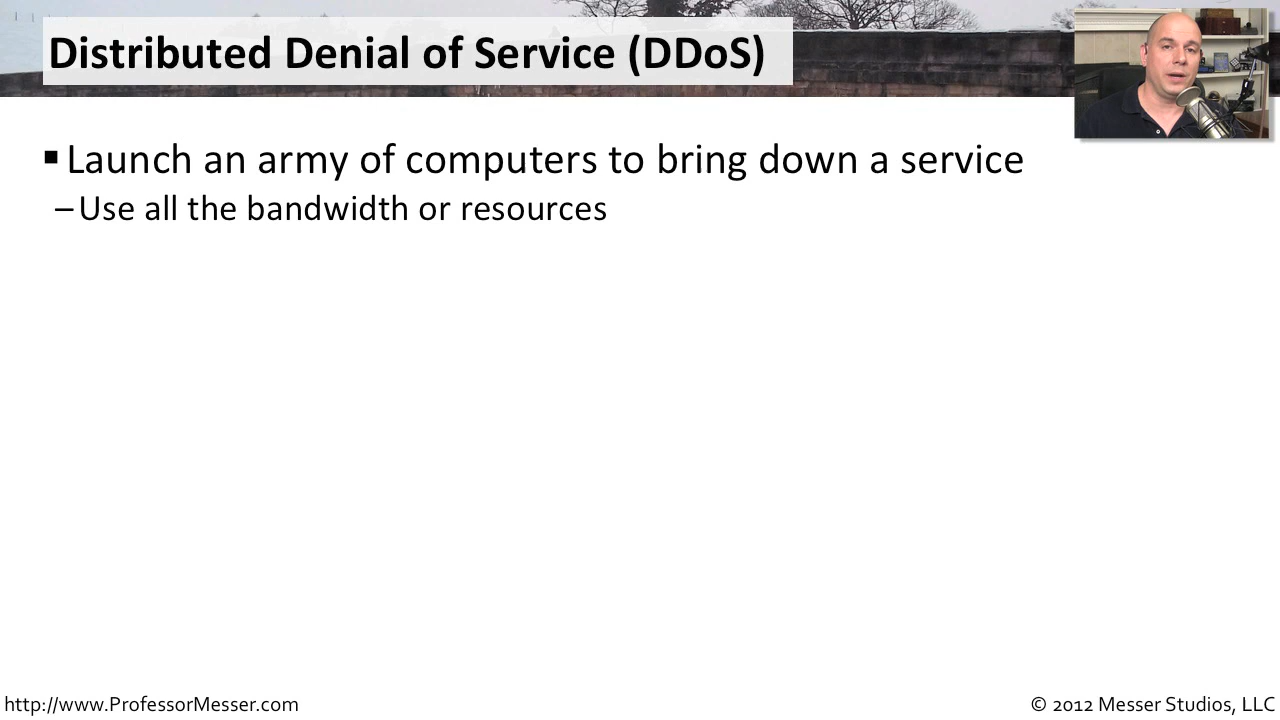 Distributed Denial of Service (DDoS)
▪ Launch an army of computers to bring down a service
– Use all the bandwidth or resources
http://www.ProfessorMesser.com
© 2012 Messer Studios, LLC